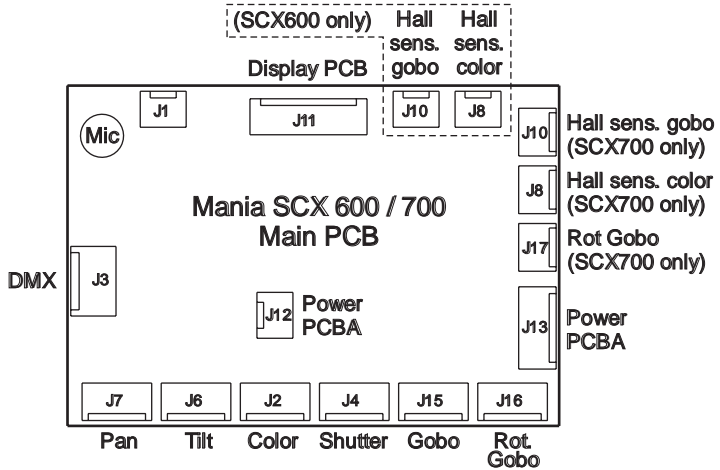 (SCX600 only)
Hall
sens.
gobo
Hall
sens.
color
Display PCB
J1
J11
J10
J8
Mic
J10
Hall sens. gobo
(SCX700 only)
J8
Hall sens. color
(SCX700 only)
Mania SCX 600 / 700
Main PCB
J17
Rot Gobo
(SCX700 only)
DMX
J3
J12
Power
PCBA
J13
Power
PCBA
J7
J6
J2
J4
J15
J16
Pan
Tilt
Color
Shutter
Gobo
Rot.
Gobo